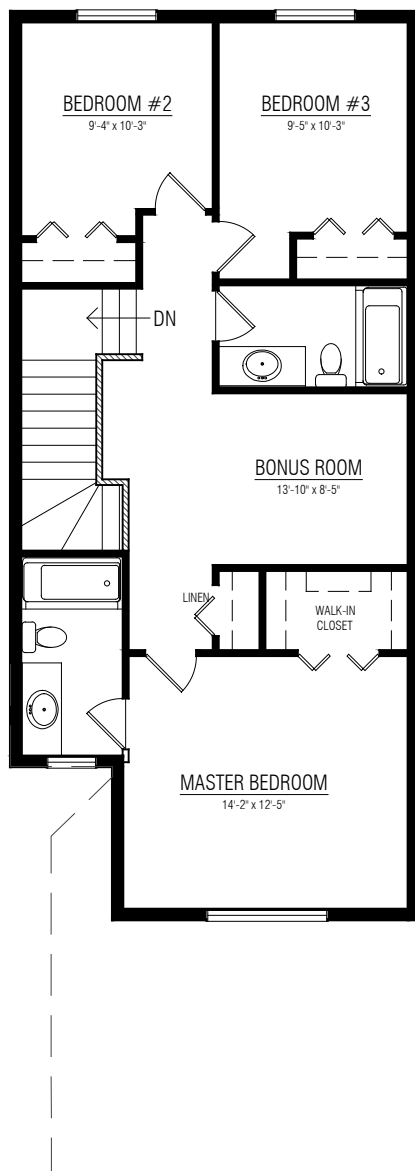 BEDROOM #2
9'-4" x 10'-3"
BEDROOM #3
9'-5" x 10'-3"
DN
BONUS ROOM
13'-10" x 8'-5"
LINEN
WALK-IN
CLOSET
MASTER BEDROOM
14'-2" x 12'-5"